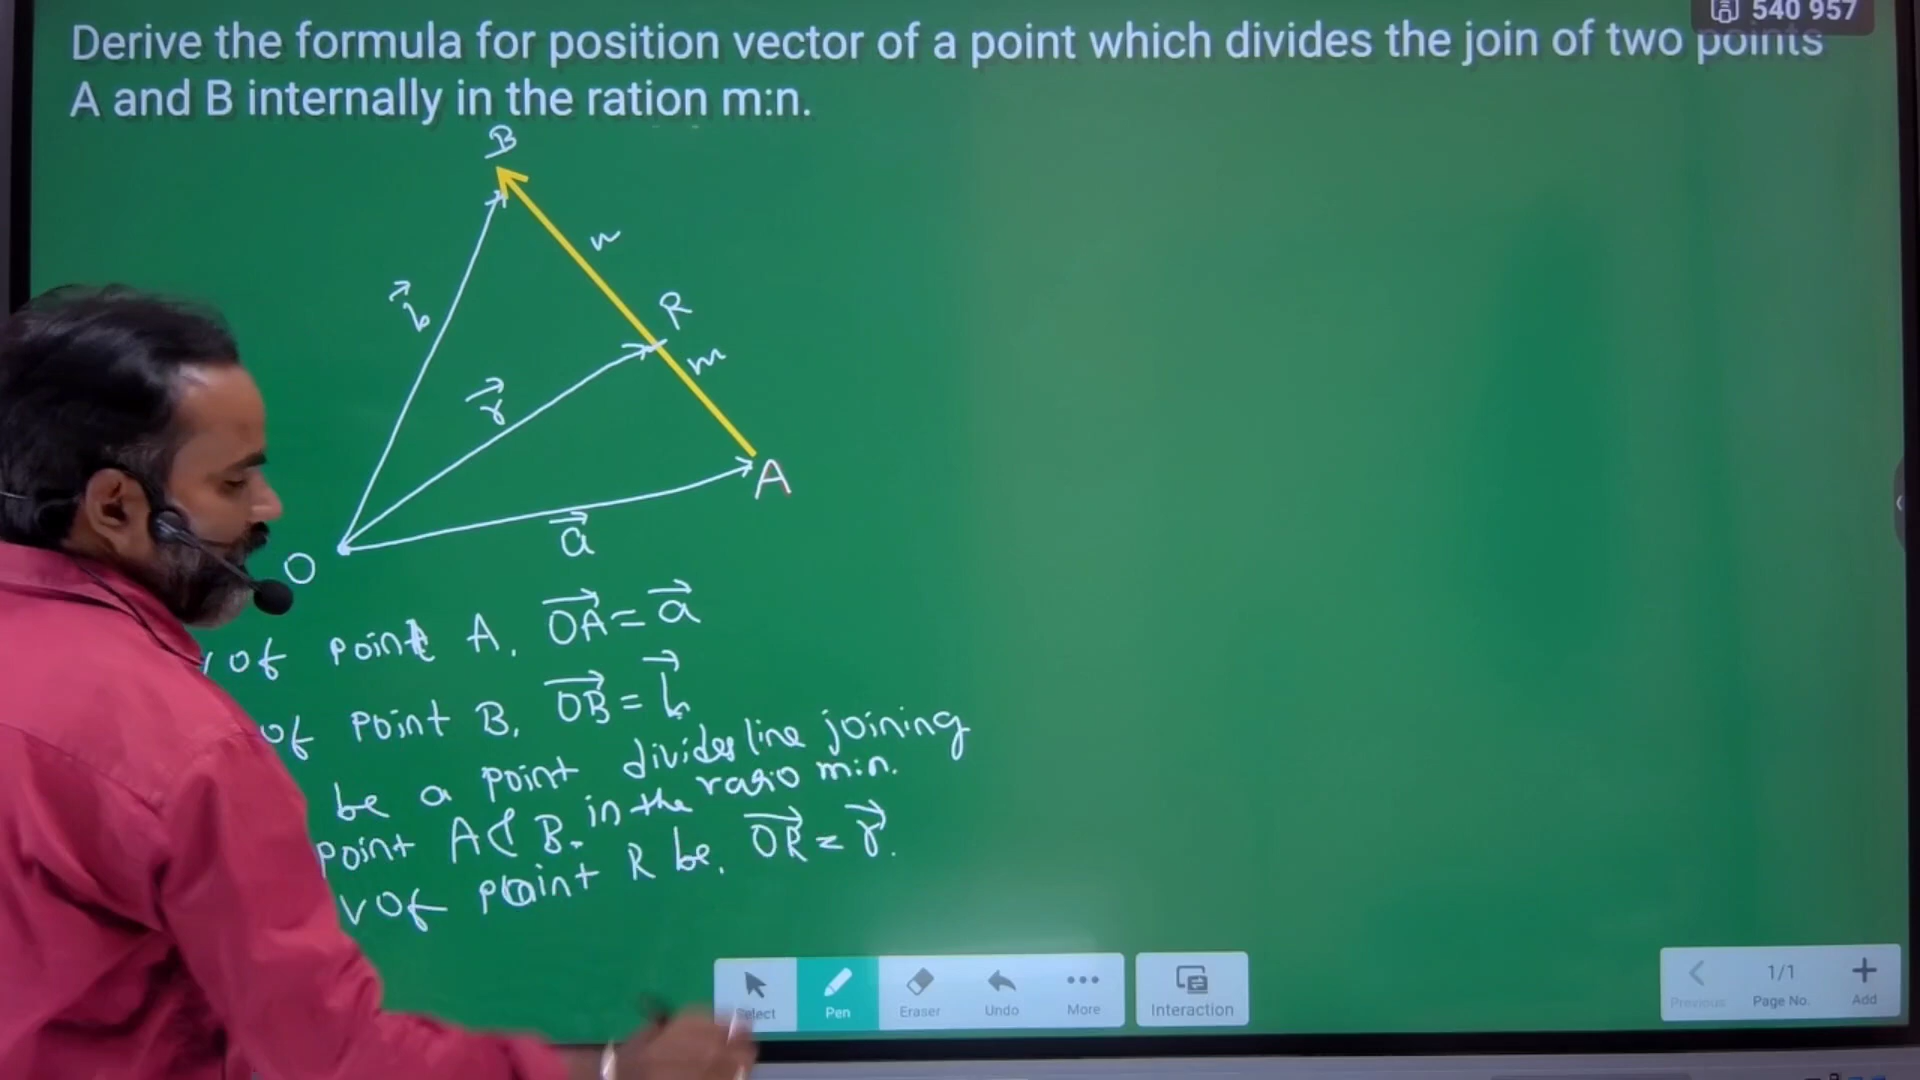 540 957
Derive the formula for position vector of a point which divides the join of two points
A and B internally in the ration m:n.
B
n
b
R
m
r
A
a
O
of point A. OA = a
of point B. OB = b
be a point divides line joining
point A & B. in the ratio m:n.
v of point R be. OR = r.
Select
Pen
Eraser
Undo
More
Interaction
Previous
1/1
Page No.
Add